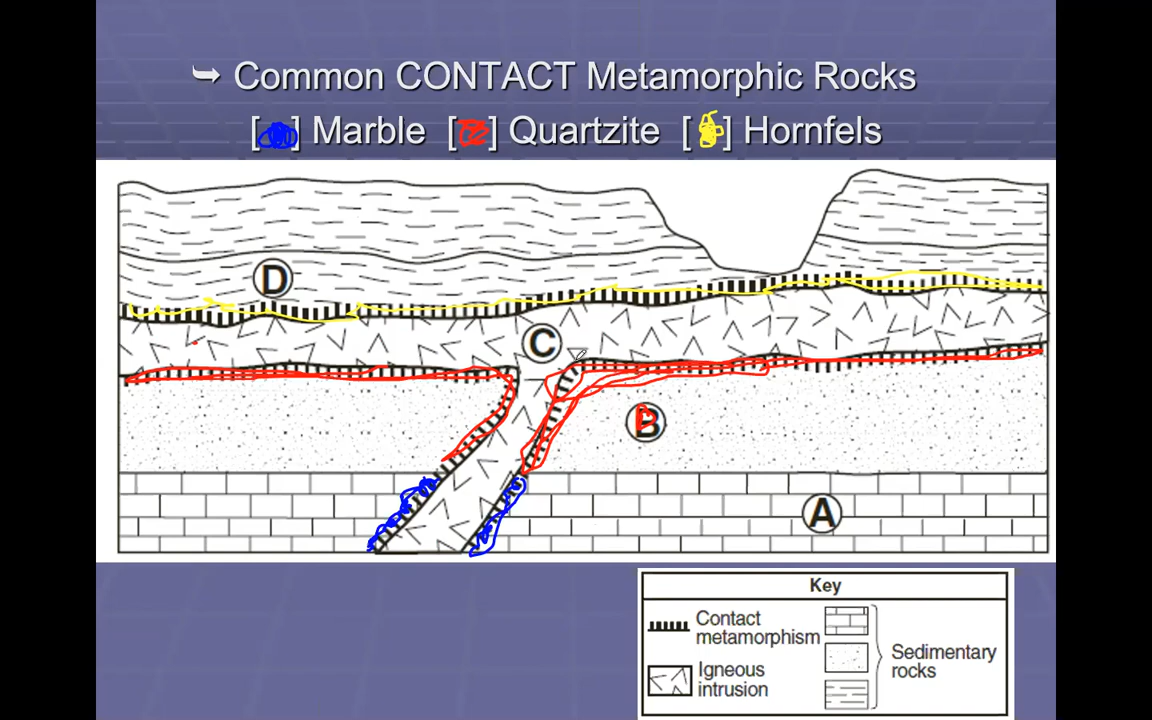 ➥ Common CONTACT Metamorphic Rocks
[ ] Marble [ ] Quartzite [ ] Hornfels
D
C
B
A
Key
Contact
metamorphism
Igneous
intrusion
Sedimentary
rocks